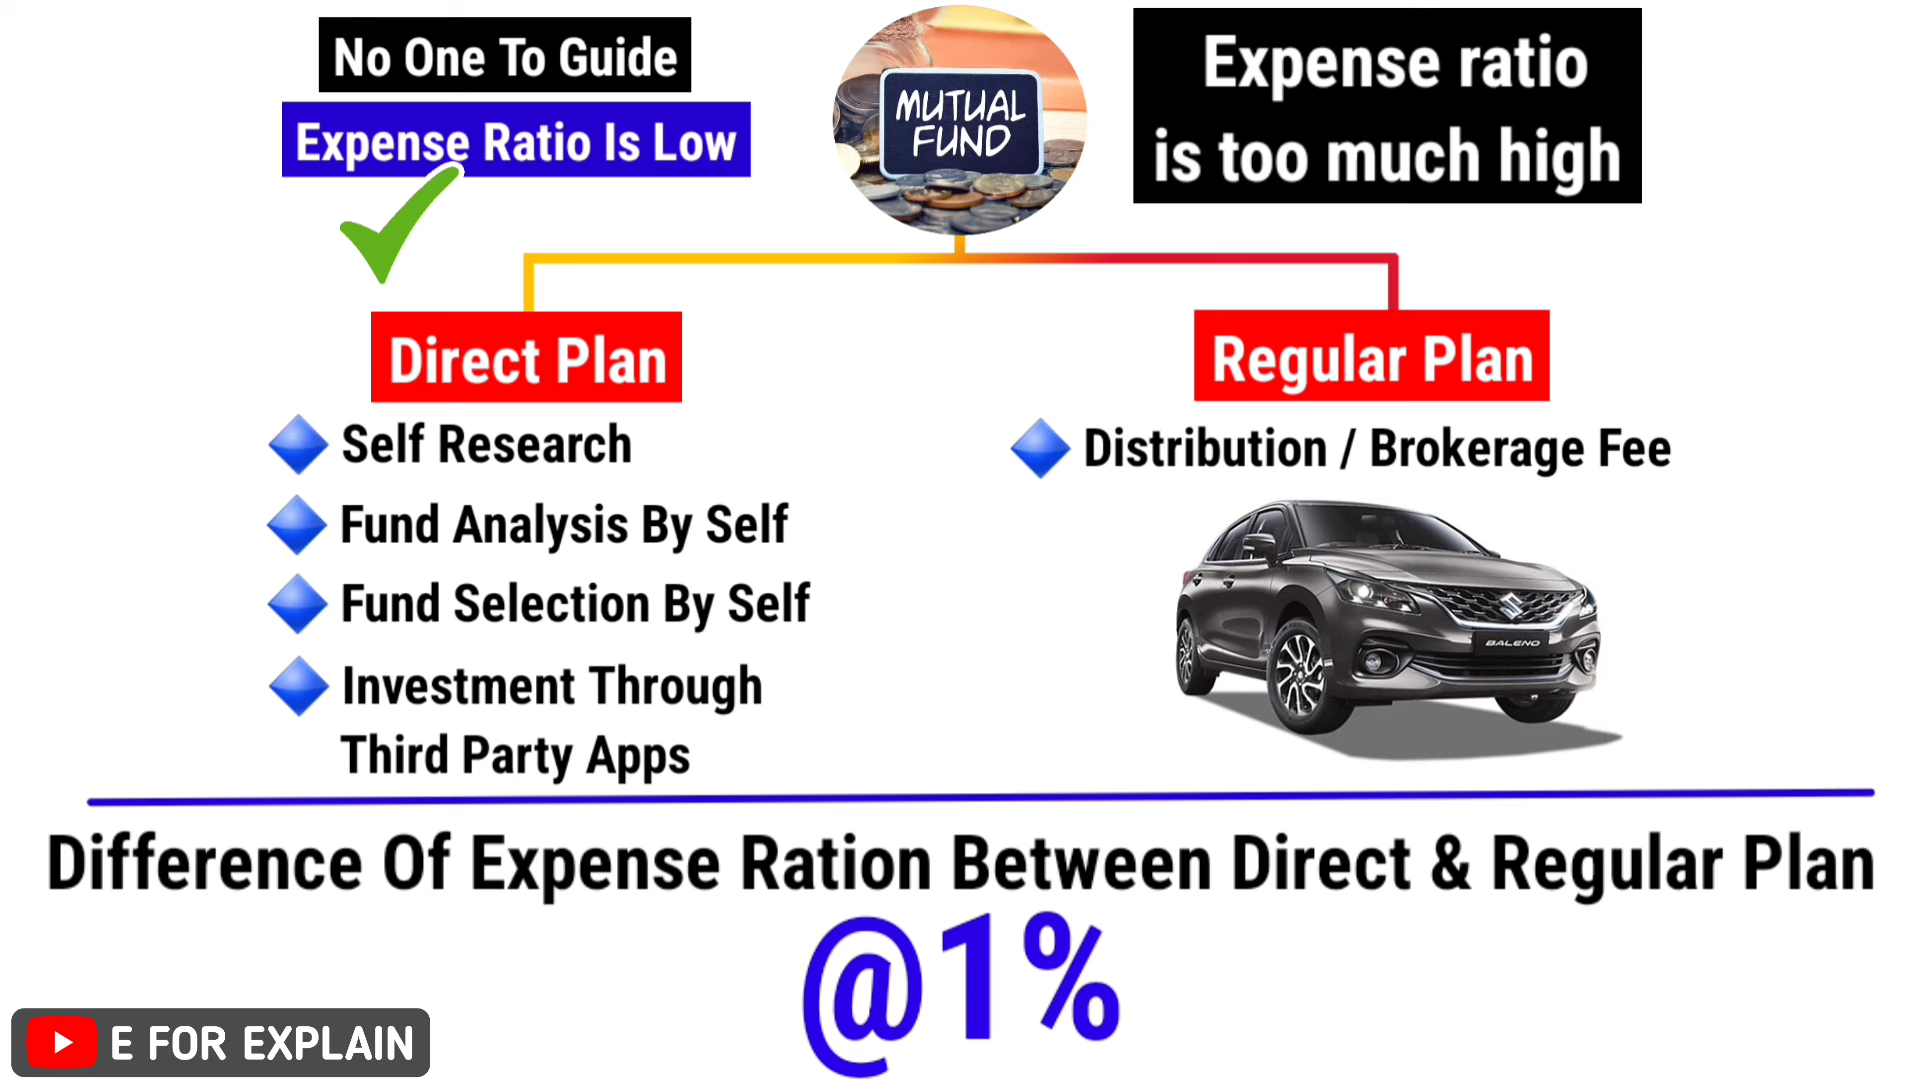 No One To Guide
Expense Ratio Is Low
MUTUAL
FUND
Expense ratio
is too much high
Direct Plan
Self Research
Fund Analysis By Self
Fund Selection By Self
Investment Through
Third Party Apps
Regular Plan
Distribution / Brokerage Fee
BALENO
Difference Of Expense Ration Between Direct & Regular Plan
@1%
E FOR EXPLAIN